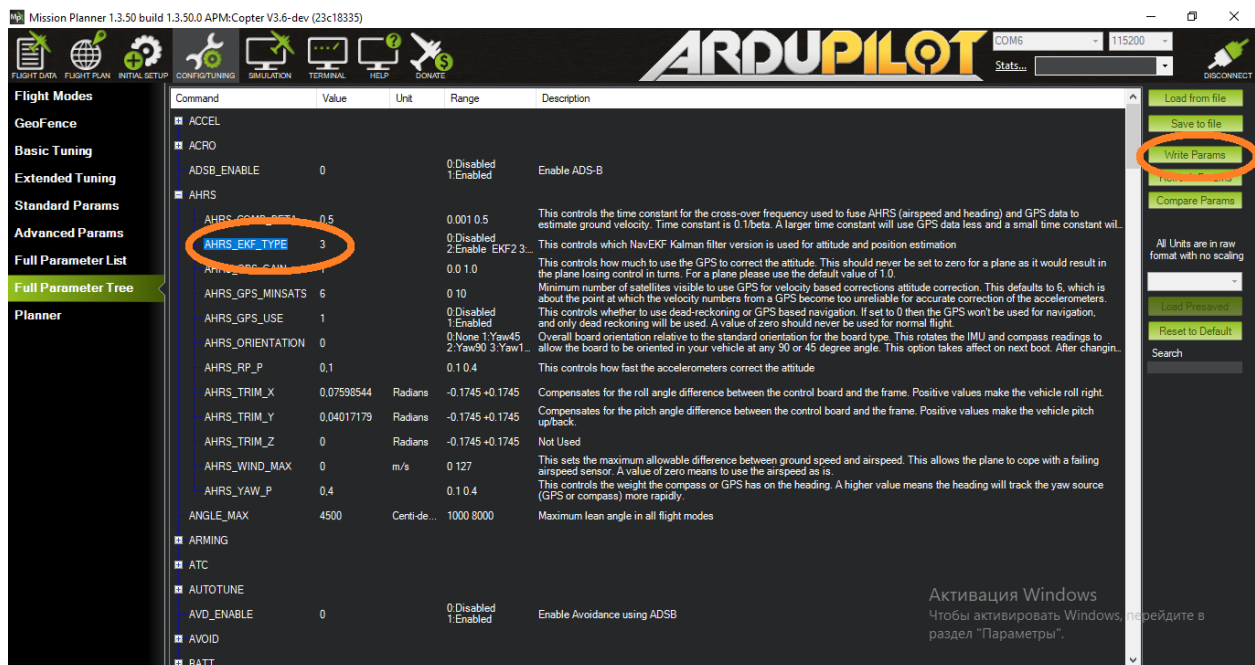 Mission Planner 1.3.50 build 1.3.50.0 APM:Copter V3.6-dev (23c18335)
FLIGHT DATA FLIGHT PLAN INITIAL SETUP CONFIG/TUNING SIMULATION TERMINAL HELP DONATE
ARDUPILOT
COM6 115200
Stats...
DISCONNECT
Flight Modes
GeoFence
Basic Tuning
Extended Tuning
Standard Params
Advanced Params
Full Parameter List
Full Parameter Tree
Planner
Command Value Unit Range Description
ACCEL
ACRO
ADSB_ENABLE 0 0:Disabled 1:Enabled Enable ADS-B
AHRS
0.5 0.001 0.5 This controls the time constant for the cross-over frequency used to fuse AHRS (airspeed and heading) and GPS data to
estimate ground velocity. Time constant is 0.1/beta. A larger time constant will use GPS data less and a small time constant wil...
AHRS_EKF_TYPE 3 0:Disabled 2:Enable EKF2 3:... This controls which NavEKF Kalman filter version is used for attitude and position estimation
0.0 1.0 This controls how much to use the GPS to correct the attitude. This should never be set to zero for a plane as it would result in
the plane losing control in turns. For a plane please use the default value of 1.0.
AHRS_GPS_MINSATS 6 0 10 Minimum number of satellites visible to use GPS for velocity based corrections attitude correction. This defaults to 6, which is
about the point at which the velocity numbers from a GPS become too unreliable for accurate correction of the accelerometers.
AHRS_GPS_USE 1 0:Disabled 1:Enabled This controls whether to use dead-reckoning or GPS based navigation. If set to 0 then the GPS won't be used for navigation,
and only dead reckoning will be used. A value of zero should never be used for normal flight.
AHRS_ORIENTATION 0 0:None 1:Yaw45 2:Yaw90 3:Yaw1... Overall board orientation relative to the standard orientation for the board type. This rotates the IMU and compass readings to
allow the board to be oriented in your vehicle at any 90 or 45 degree angle. This option takes affect on next boot. After changin...
AHRS_RP_P 0,1 0.1 0.4 This controls how fast the accelerometers correct the attitude
AHRS_TRIM_X 0,07598544 Radians -0.1745 +0.1745 Compensates for the roll angle difference between the control board and the frame. Positive values make the vehicle roll right.
AHRS_TRIM_Y 0,04017179 Radians -0.1745 +0.1745 Compensates for the pitch angle difference between the control board and the frame. Positive values make the vehicle pitch
up/back.
AHRS_TRIM_Z 0 Radians -0.1745 +0.1745 Not Used
AHRS_WIND_MAX 0 m/s 0 127 This sets the maximum allowable difference between ground speed and airspeed. This allows the plane to cope with a failing
airspeed sensor. A value of zero means to use the airspeed as is.
AHRS_YAW_P 0,4 0.1 0.4 This controls the weight the compass or GPS has on the heading. A higher value means the heading will track the yaw source
(GPS or compass) more rapidly.
ANGLE_MAX 4500 Centi-de... 1000 8000 Maximum lean angle in all flight modes
ARMING
ATC
AUTOTUNE
AVD_ENABLE 0 0:Disabled 1:Enabled Enable Avoidance using ADSB
AVOID
BATT
Load from file
Save to file
Write Params
Compare Params
All Units are in raw
format with no scaling
Load Presaved
Reset to Default
Search
Активация Windows
Чтобы активировать Windows, перейдите в
раздел "Параметры".